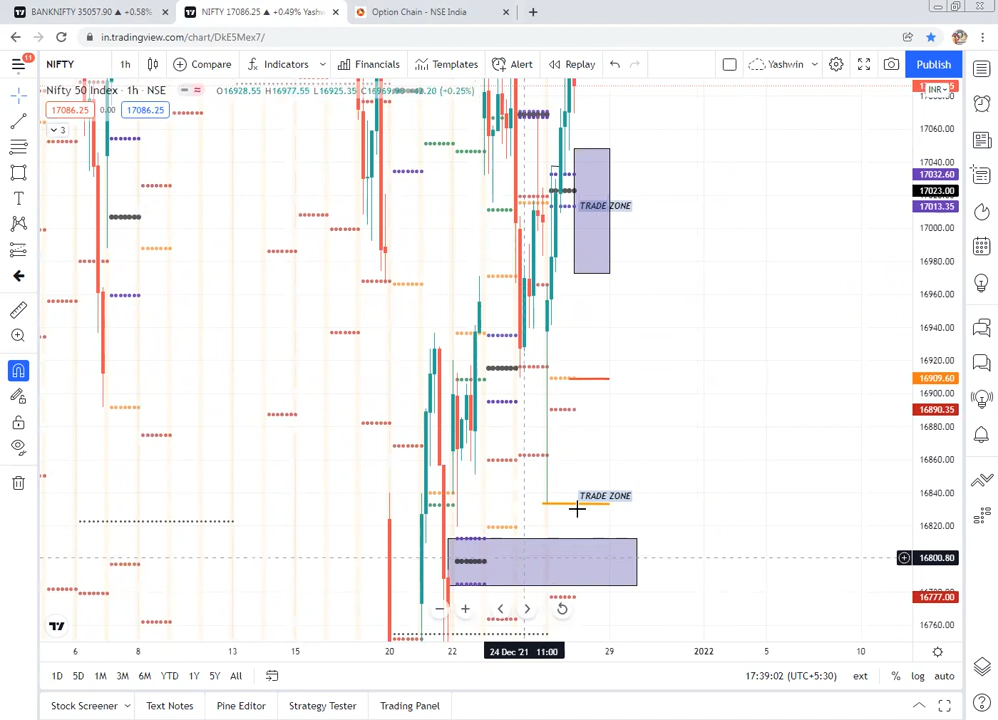 BANKNIFTY 35057.90 ▲ +0.58%
NIFTY 17086.25 ▲ +0.49% Yashw
Option Chain - NSE India
in.tradingview.com/chart/DkE5Mex7/
11
NIFTY 1h Compare Indicators Financials Templates Alert Replay Yashwin Publish
Nifty 50 Index · 1h · NSE O16928.55 H16977.55 L16925.35 +0.25%)
17086.25 0.00 17086.25
3
INR
17060.00
17040.00
17032.60
17023.00
17013.35
17000.00
16980.00
16960.00
16940.00
16920.00
16909.60
16900.00
16890.35
16880.00
16860.00
16840.00
16820.00
16800.80
16777.00
16760.00
TRADE ZONE
TRADE ZONE
6 8 13 15 20 22 24 Dec '21 11:00 29 2022 5 10
1D 5D 1M 3M 6M YTD 1Y 5Y All 17:39:02 (UTC+5:30) ext % log auto
Stock Screener Text Notes Pine Editor Strategy Tester Trading Panel